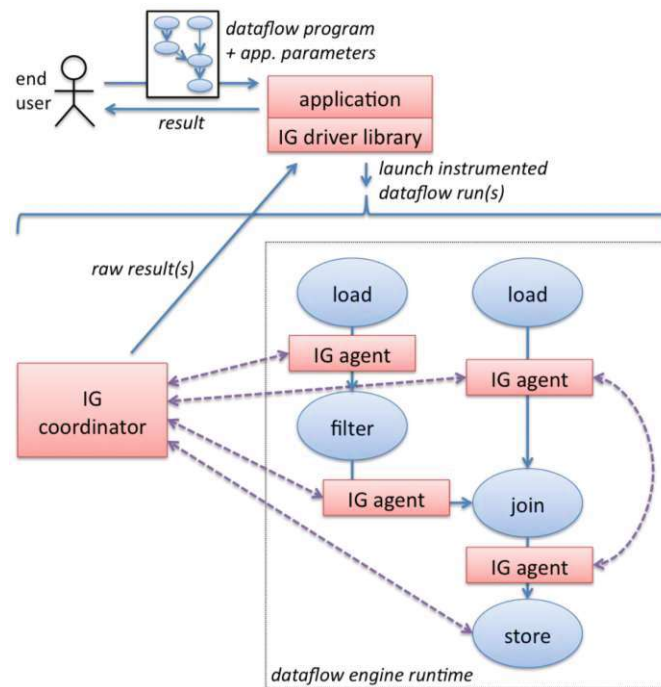 dataflow program
+ app. parameters
end
user
result
application
IG driver library
launch instrumented
dataflow run(s)
raw result(s)
load
load
IG agent
IG agent
IG
coordinator
filter
IG agent
join
IG agent
store
dataflow engine runtime